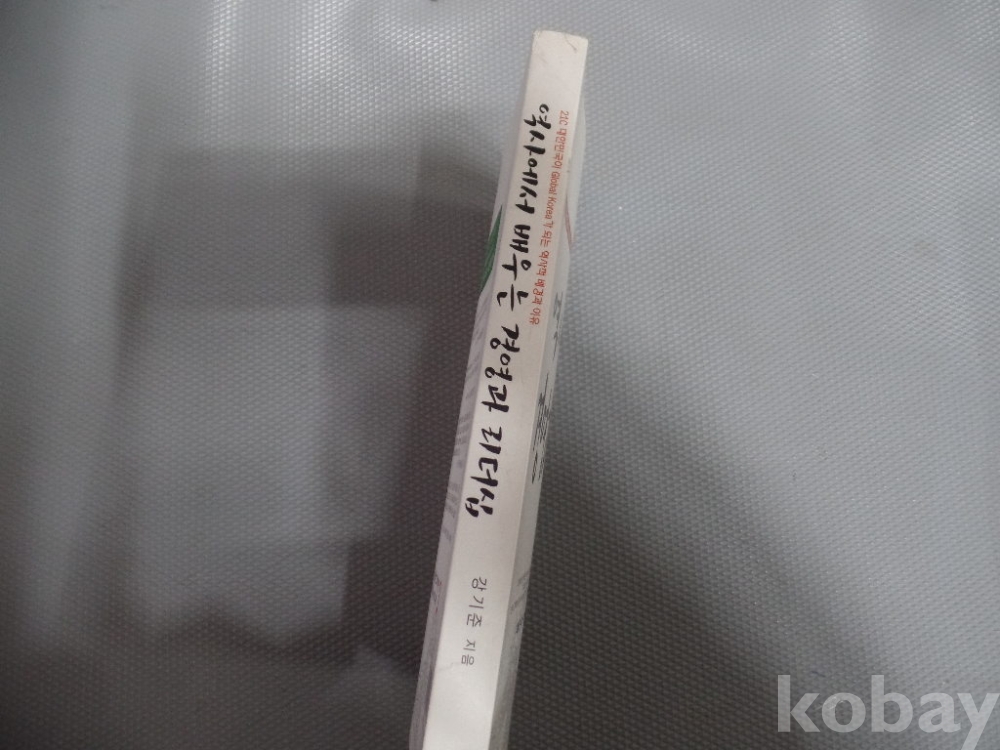 21C 대한민국이 Global Korea가 되는 역사적 배경과 이유
역사에서 배우는 경영과 리더십
강기준 지음
kobay